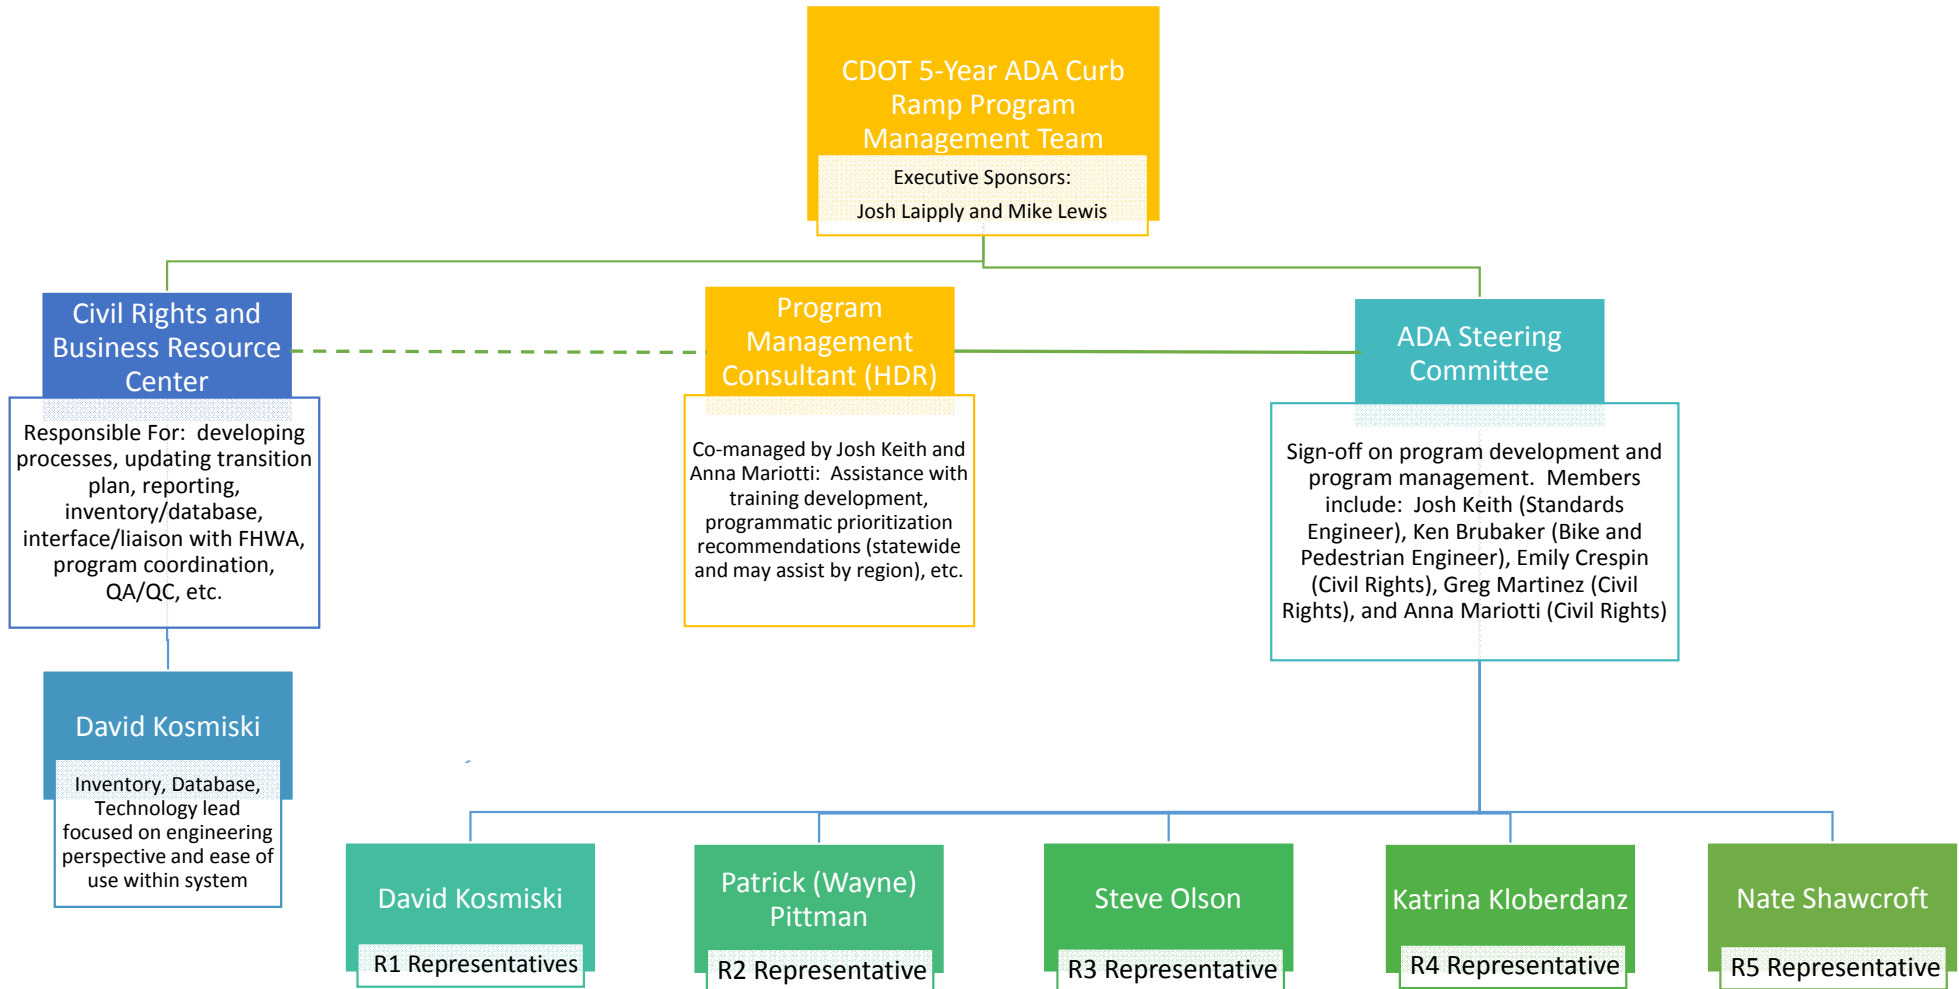 CDOT 5-Year ADA Curb
Ramp Program
Management Team
Executive Sponsors:
Josh Laipply and Mike Lewis
Civil Rights and
Business Resource
Center
Responsible For:  developing
processes, updating transition
plan, reporting,
inventory/database,
interface/liaison with FHWA,
program coordination,
QA/QC, etc.
Program
Management
Consultant (HDR)
Co-managed by Josh Keith and
Anna Mariotti:  Assistance with
training development,
programmatic prioritization
recommendations (statewide
and may assist by region), etc.
ADA Steering
Committee
Sign-off on program development and
program management.  Members
include:  Josh Keith (Standards
Engineer), Ken Brubaker (Bike and
Pedestrian Engineer), Emily Crespin
(Civil Rights), Greg Martinez (Civil
Rights), and Anna Mariotti (Civil Rights)
David Kosmiski
Inventory, Database,
Technology lead
focused on engineering
perspective and ease of
use within system
David Kosmiski
R1 Representatives
Patrick (Wayne)
Pittman
R2 Representative
Steve Olson
R3 Representative
Katrina Kloberdanz
R4 Representative
Nate Shawcroft
R5 Representative